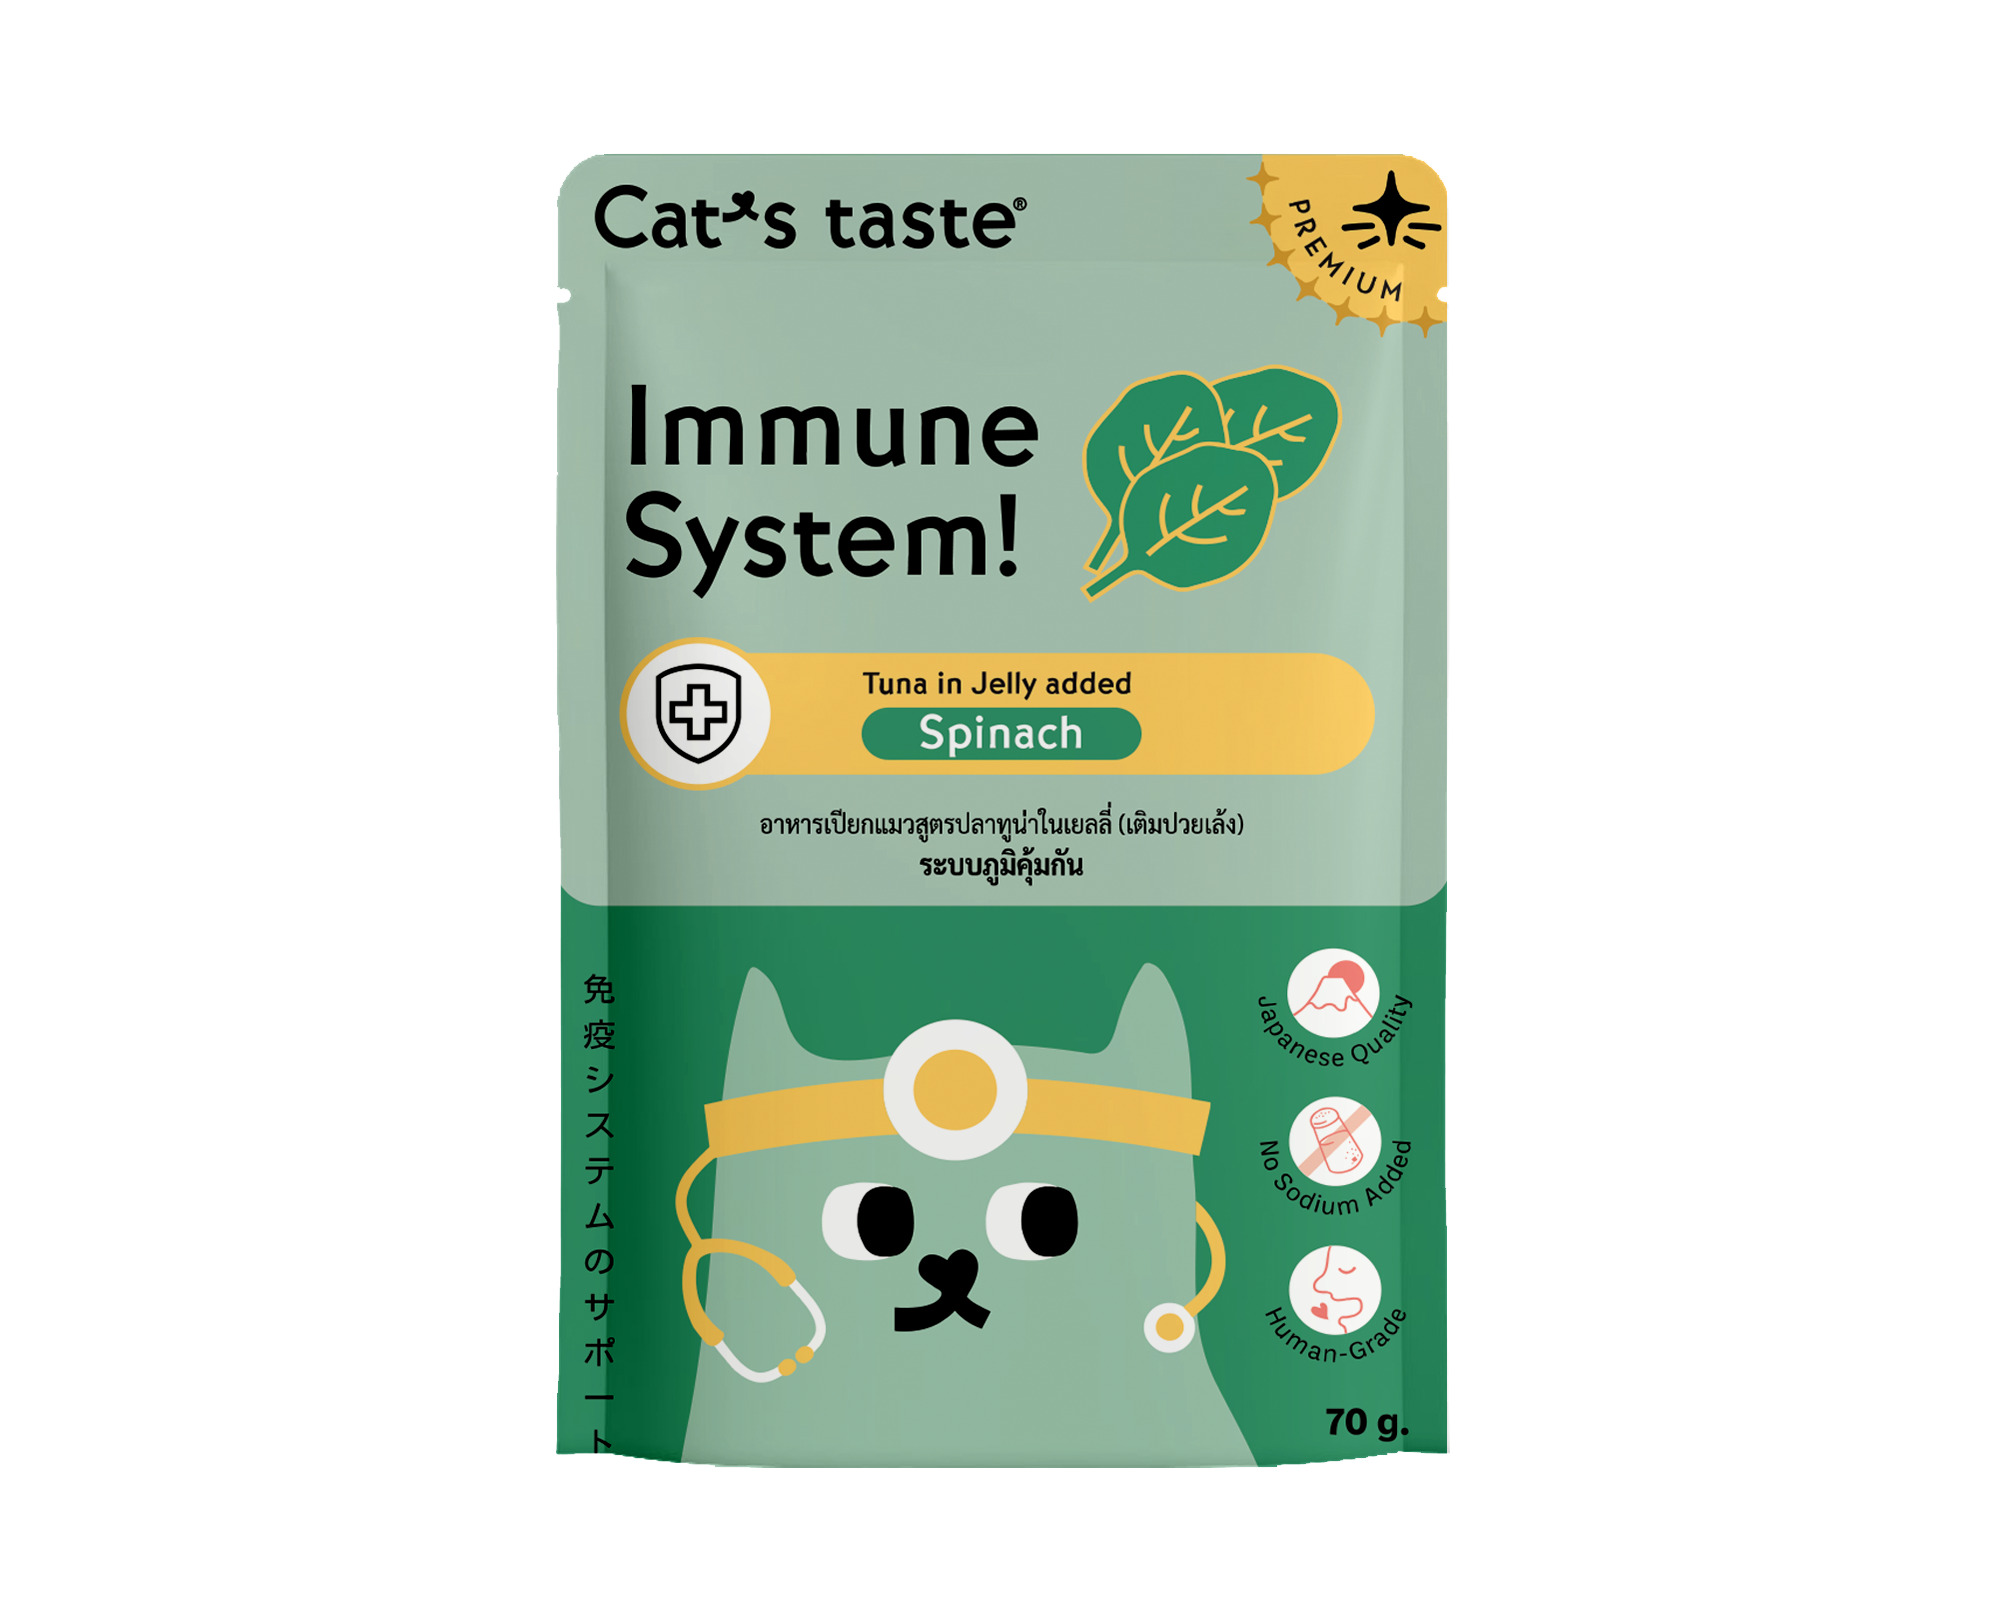 Cat's taste®
PREMIUM
Immune
System!
Tuna in Jelly added
Spinach
อาหารเปียกแมวสูตรปลาทูน่าในเยลลี่ (เติมปวยเล้ง)
ระบบภูมิคุ้มกัน
免疫システムのサポート
Japanese Quality
No Sodium Added
Human-Grade
70 g.